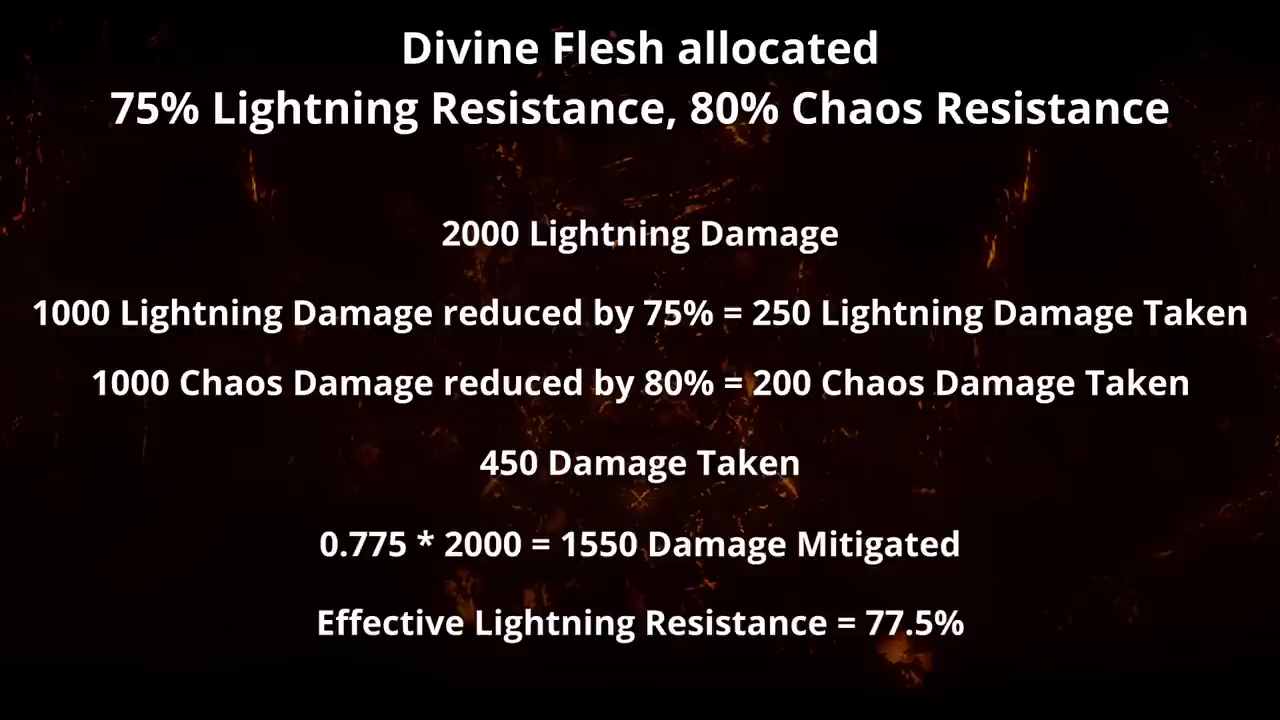 Divine Flesh allocated
75% Lightning Resistance, 80% Chaos Resistance
2000 Lightning Damage
1000 Lightning Damage reduced by 75% = 250 Lightning Damage Taken
1000 Chaos Damage reduced by 80% = 200 Chaos Damage Taken
450 Damage Taken
0.775 * 2000 = 1550 Damage Mitigated
Effective Lightning Resistance = 77.5%